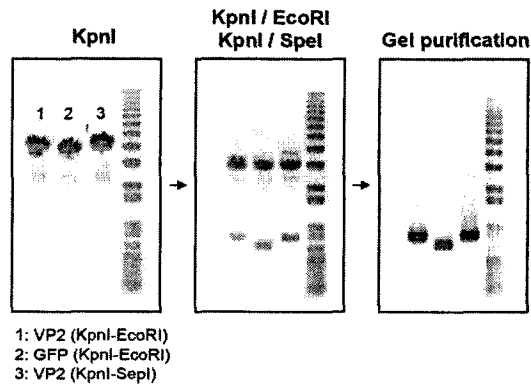 KpnI
KpnI / EcoRI
KpnI / SpeI
Gel purification
1 2 3
1: VP2 (KpnI-EcoRI)
2: GFP (KpnI-EcoRI)
3: VP2 (KpnI-SepI)